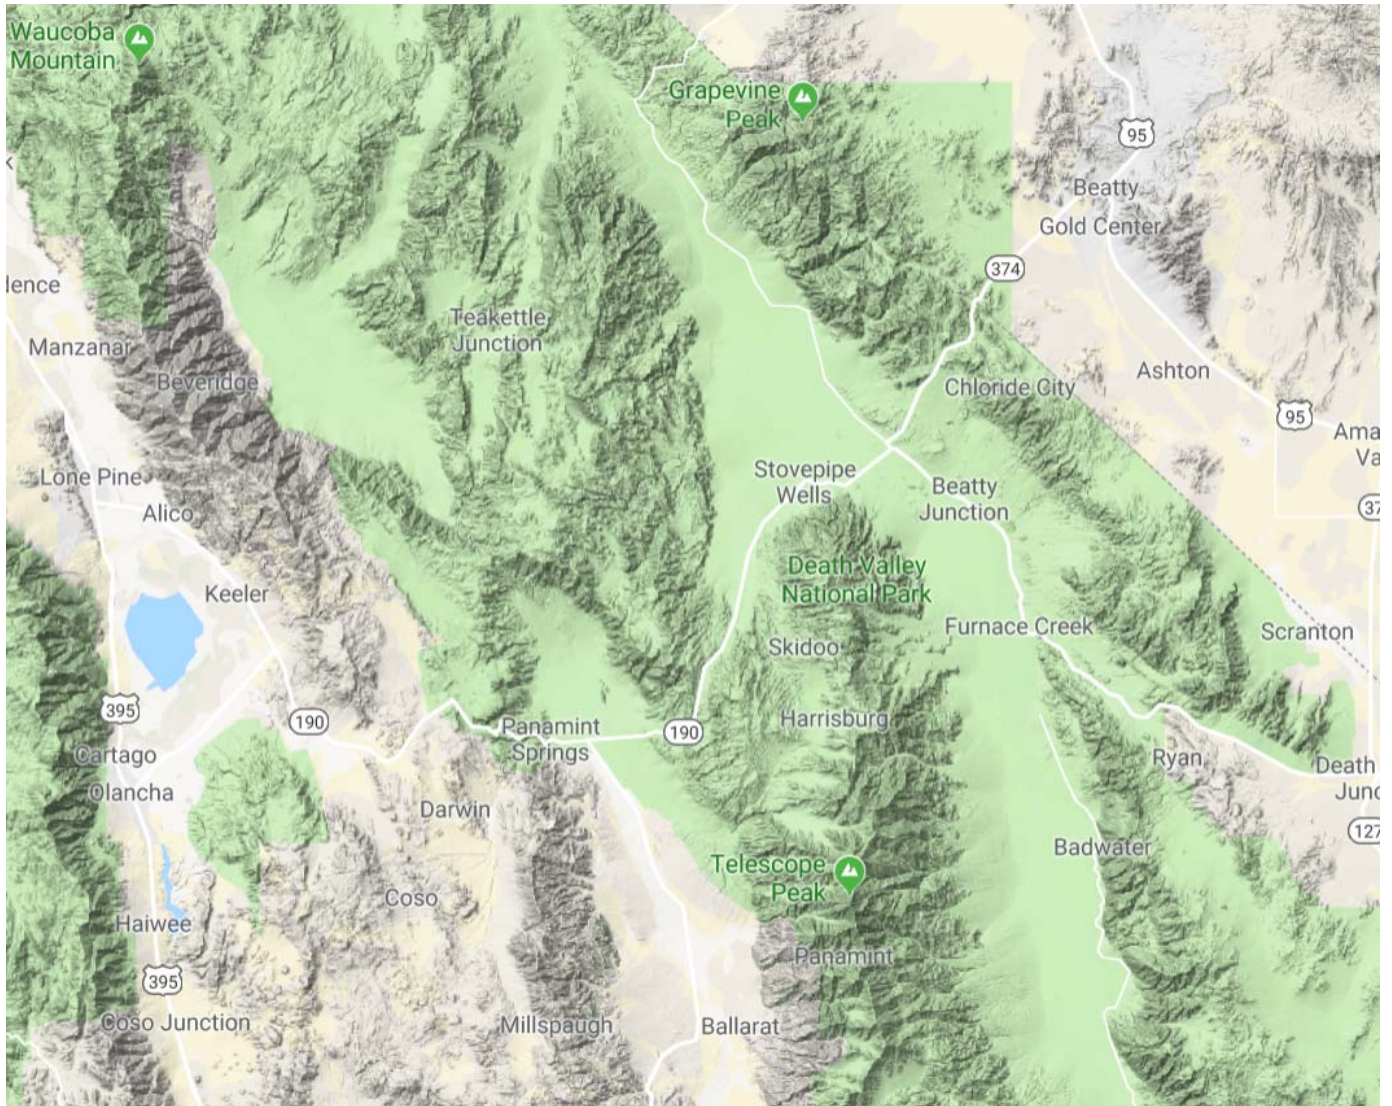 Waucoba
Mountain
Grapevine
Peak
95
Beatty
Gold Center
374
dence
Teakettle
Junction
Manzanar
Beveridge
Ashton
Chloride City
95
Ama
Va
Lone Pine
Stovepipe
Wells
Beatty
Junction
37
Alico
Death Valley
National Park
Keeler
Furnace Creek
Scranton
Skidoo
395
190
Panamint
Springs
190
Harrisburg
Cartago
Ryan
Death
Junc
Olancha
Darwin
127
Badwater
Telescope
Peak
Coso
Haiwee
Panamint
395
Coso Junction
Millspaugh
Ballarat